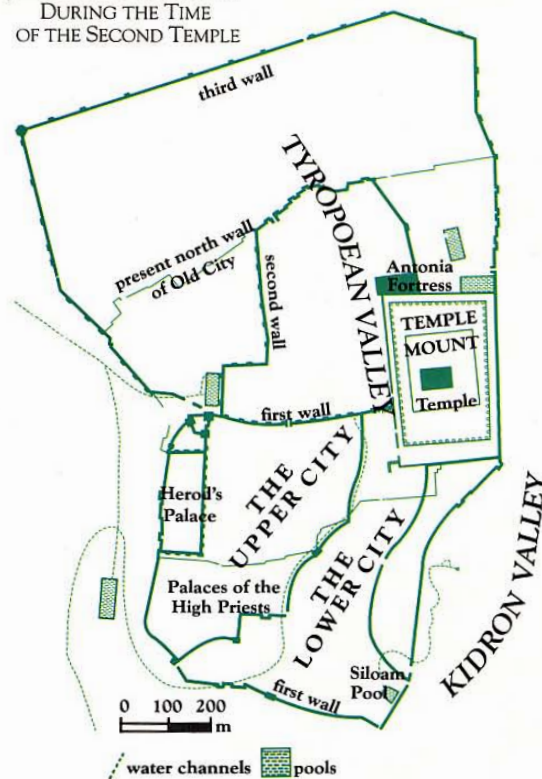 DURING THE TIME
OF THE SECOND TEMPLE
third wall
TYROPOEAN VALLEY
present north wall
of Old City
second wall
Antonia
Fortress
TEMPLE
MOUNT
Temple
first wall
Herod's
Palace
THE
UPPER CITY
THE
LOWER CITY
Palaces of the
High Priests
KIDRON VALLEY
Siloam
Pool
first wall
0 100 200
m
water channels pools